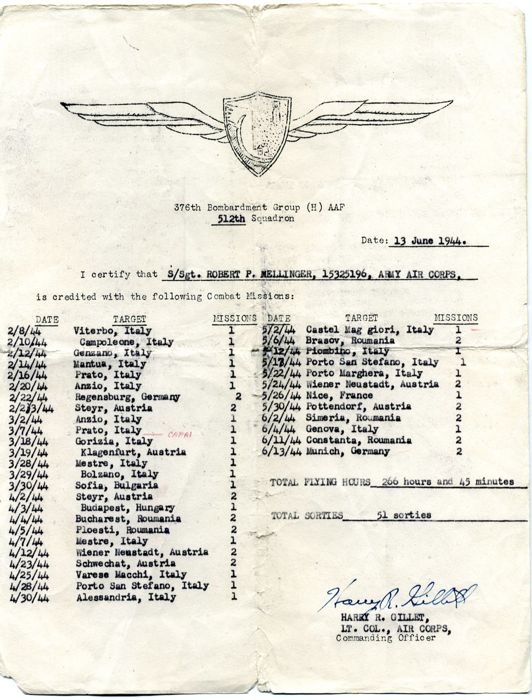 376th Bombardment Group (H) AAF
512th Squadron
Date: 13 June 1944.
I certify that S/Sgt. ROBERT P. MELLINGER, 15325196, ARMY AIR CORPS,
is credited with the following Combat Missions:
DATE TARGET MISSIONS
2/8/44 Viterbo, Italy 1
2/10/44 Campoleone, Italy 1
2/12/44 Genzano, Italy 1
2/14/44 Mantua, Italy 1
2/16/44 Prato, Italy 1
2/20/44 Anzio, Italy 1
2/22/44 Regensburg, Germany 2
2/23/44 Steyr, Austria 2
3/2/44 Anzio, Italy 1
3/7/44 Prato, Italy 1
3/18/44 Gorizia, Italy 1
3/19/44 Klagenfurt, Austria 1
3/28/44 Mestre, Italy 1
3/29/44 Bolzano, Italy 1
3/30/44 Sofia, Bulgaria 1
4/2/44 Steyr, Austria 2
4/3/44 Budapest, Hungary 1
4/4/44 Bucharest, Roumania 2
4/5/44 Ploesti, Roumania 2
4/7/44 Mestre, Italy 1
4/12/44 Wiener Neustadt, Austria 2
4/23/44 Schwechat, Austria 2
4/25/44 Varese Macchi, Italy 1
4/28/44 Porto San Stefano, Italy 1
4/30/44 Alessandria, Italy 1
DATE TARGET MISSIONS
5/2/44 Castel Mag giori, Italy 1
5/6/44 Brasov, Roumania 2
5/12/44 Piombino, Italy 1
5/17/44 Porto San Stefano, Italy 1
5/22/44 Porto Marghera, Italy 1
5/24/44 Wiener Neustadt, Austria 2
5/26/44 Nice, France 1
5/30/44 Pottendorf, Austria 2
6/2/44 Simeria, Roumania 2
6/4/44 Genova, Italy 1
6/11/44 Constanta, Roumania 2
6/13/44 Munich, Germany 2
TOTAL FLYING HOURS 266 hours and 45 minutes
TOTAL SORTIES 51 sorties
Harry R. Gillet
HARRY R. GILLET,
LT. COL., AIR CORPS,
Commanding Officer